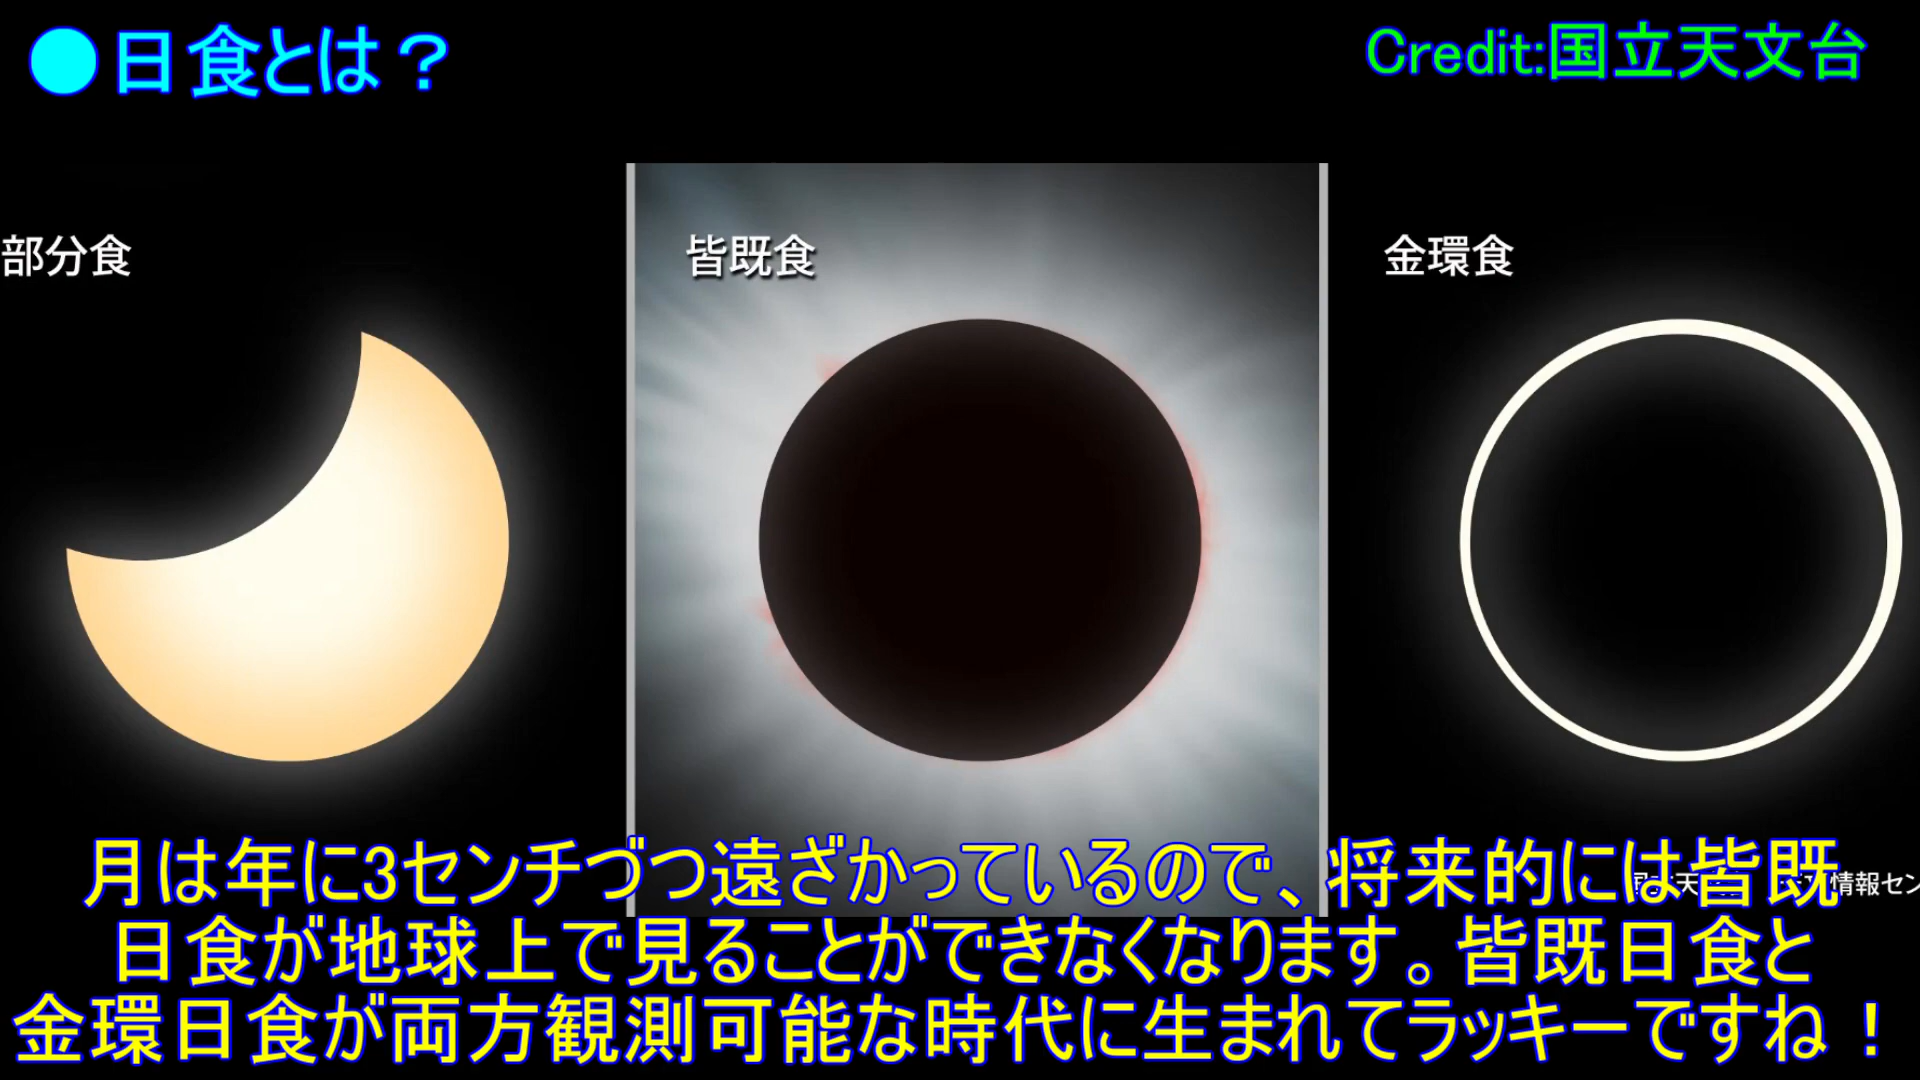 ●日食とは？
Credit:国立天文台
部分食
皆既食
金環食
月は年に3センチづつ遠ざかっているので、将来的には皆既
日食が地球上で見ることができなくなります。皆既日食と
金環日食が両方観測可能な時代に生まれてラッキーですね！